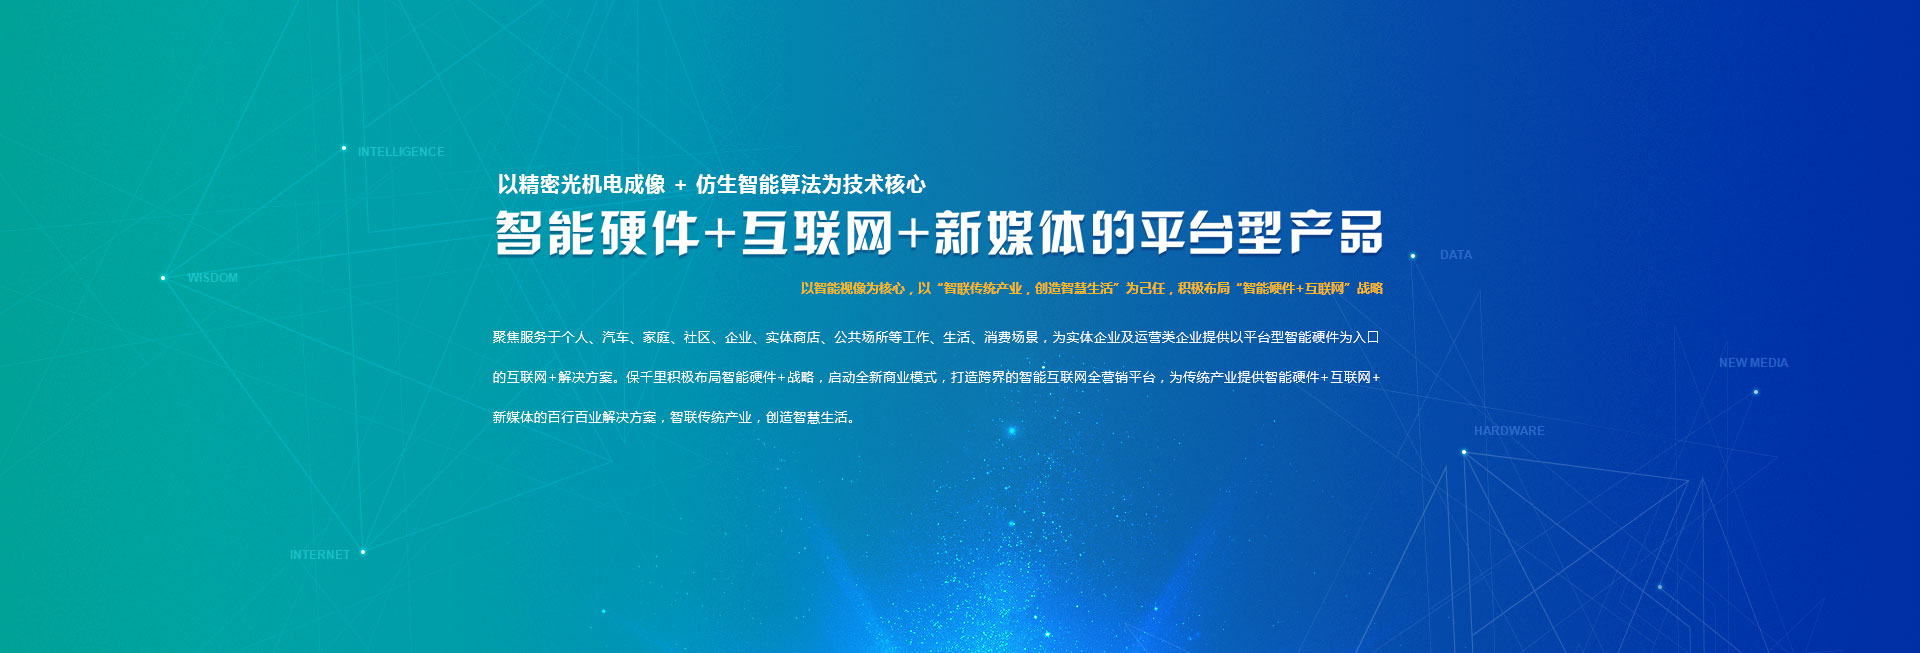 INTELLIGENCE
以精密光机电成像 + 仿生智能算法为技术核心
智能硬件+互联网+新媒体的平台型产品
DATA
WISDOM
以智能视像为核心，以“智联传统产业，创造智慧生活”为己任，积极布局“智能硬件+互联网”战略
聚焦服务于个人、汽车、家庭、社区、企业、实体商店、公共场所等工作、生活、消费场景，为实体企业及运营类企业提供以平台型智能硬件为入口
NEW MEDIA
的互联网+解决方案。保千里积极布局智能硬件+战略，启动全新商业模式，打造跨界的智能互联网全营销平台，为传统产业提供智能硬件+互联网+
新媒体的百行百业解决方案，智联传统产业，创造智慧生活。
HARDWARE
INTERNET